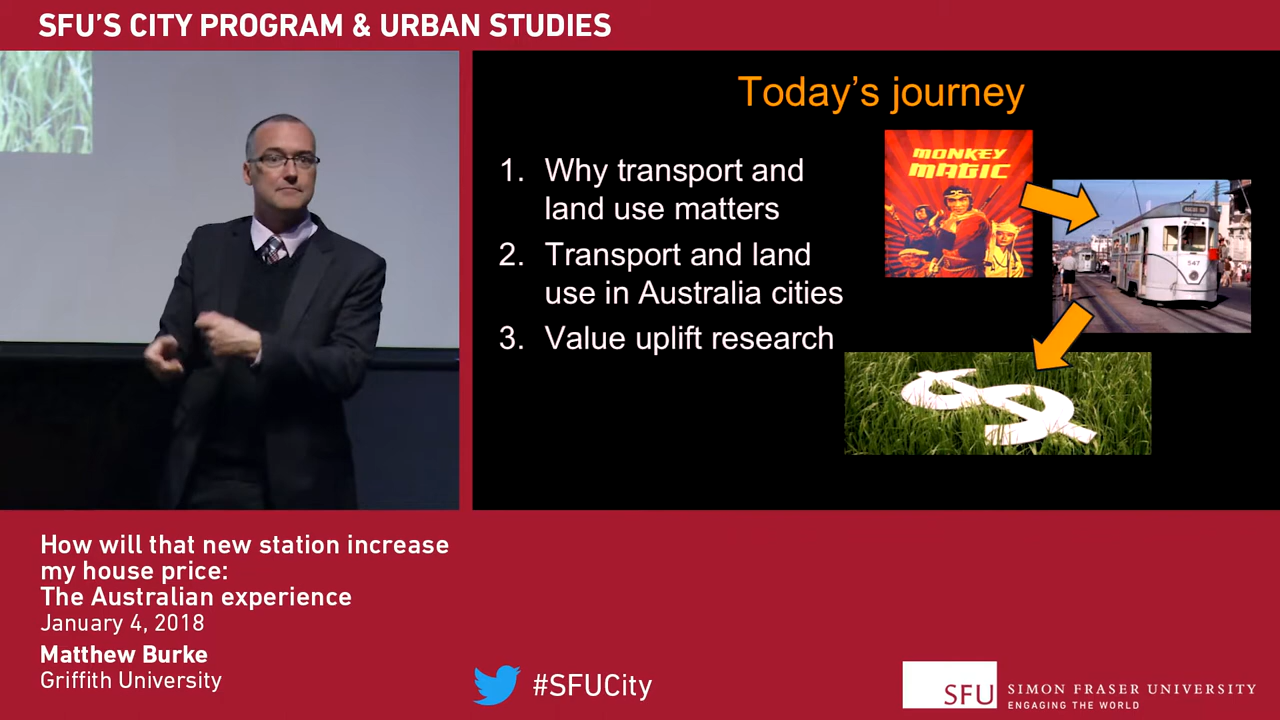 SFU'S CITY PROGRAM & URBAN STUDIES
Today's journey
1. Why transport and
land use matters
2. Transport and land
use in Australia cities
3. Value uplift research
MONKEY
MAGIC
547
$
How will that new station increase
my house price:
The Australian experience
January 4, 2018
Matthew Burke
Griffith University
#SFUCity
SFU
SIMON FRASER UNIVERSITY
ENGAGING THE WORLD